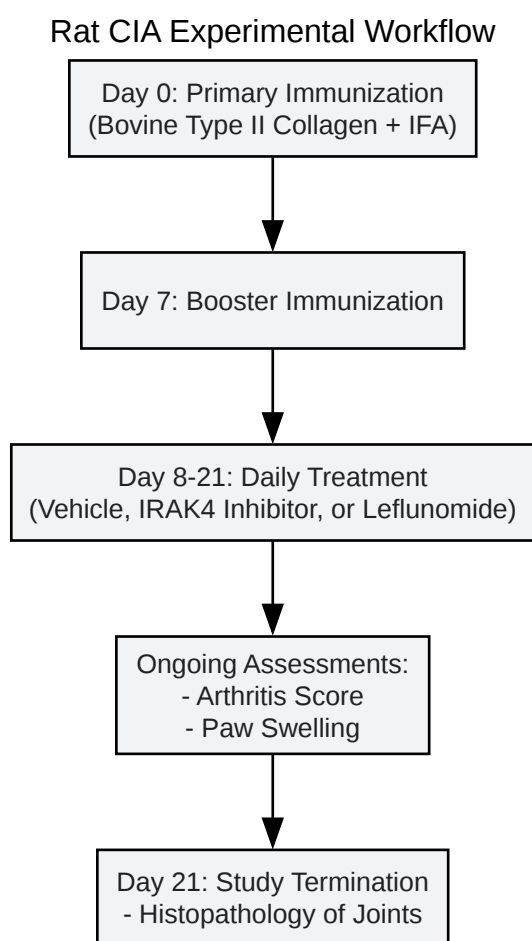 Rat CIA Experimental Workflow
Day 0: Primary Immunization
(Bovine Type II Collagen + IFA)
Day 7: Booster Immunization
Day 8-21: Daily Treatment
(Vehicle, IRAK4 Inhibitor, or Leflunomide)
Ongoing Assessments:
- Arthritis Score
- Paw Swelling
Day 21: Study Termination
- Histopathology of Joints